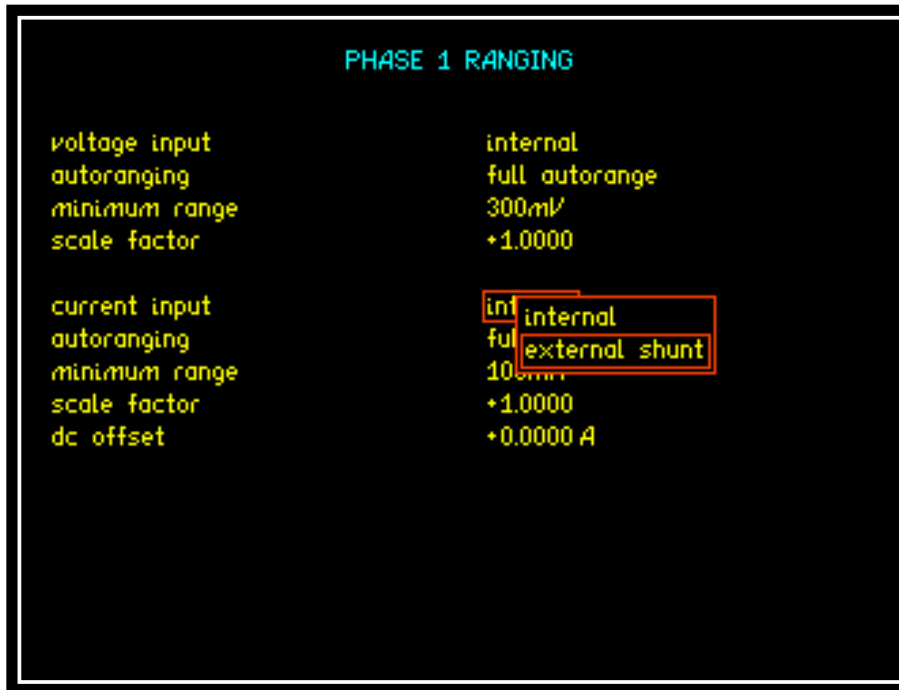 PHASE 1 RANGING
voltage input internal
autoranging full autorange
minimum range 300mV
scale factor +1.0000
current input
internal
autoranging
external shunt
minimum range
scale factor +1.0000
dc offset +0.0000 A